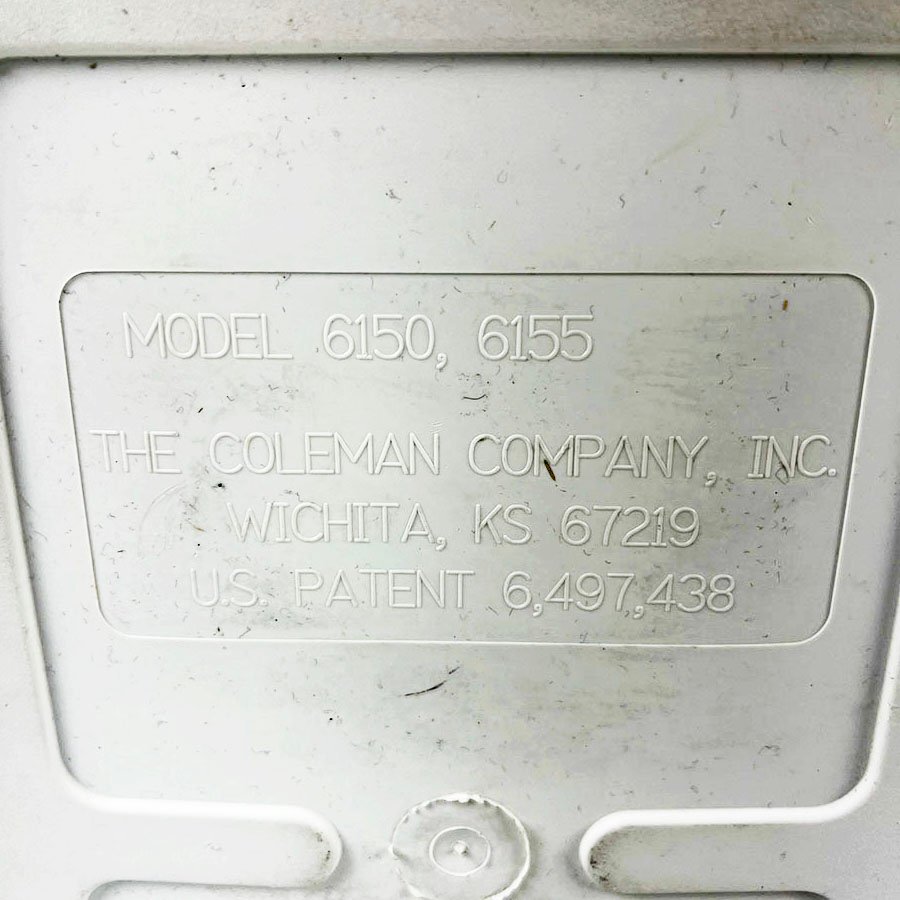 MODEL 6150, 6155
THE COLEMAN COMPANY, INC.
WICHITA, KS 67219
U.S. PATENT 6,497,438